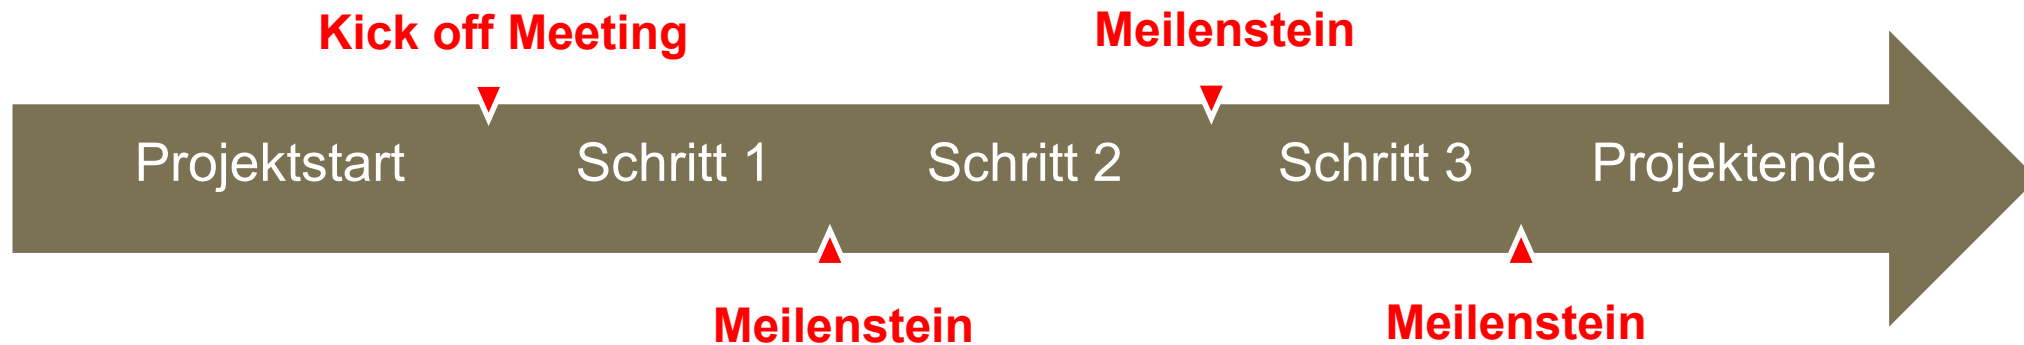 Kick off Meeting
Meilenstein
Projektstart
Schritt 1
Schritt 2
Schritt 3
Projektende
Meilenstein
Meilenstein